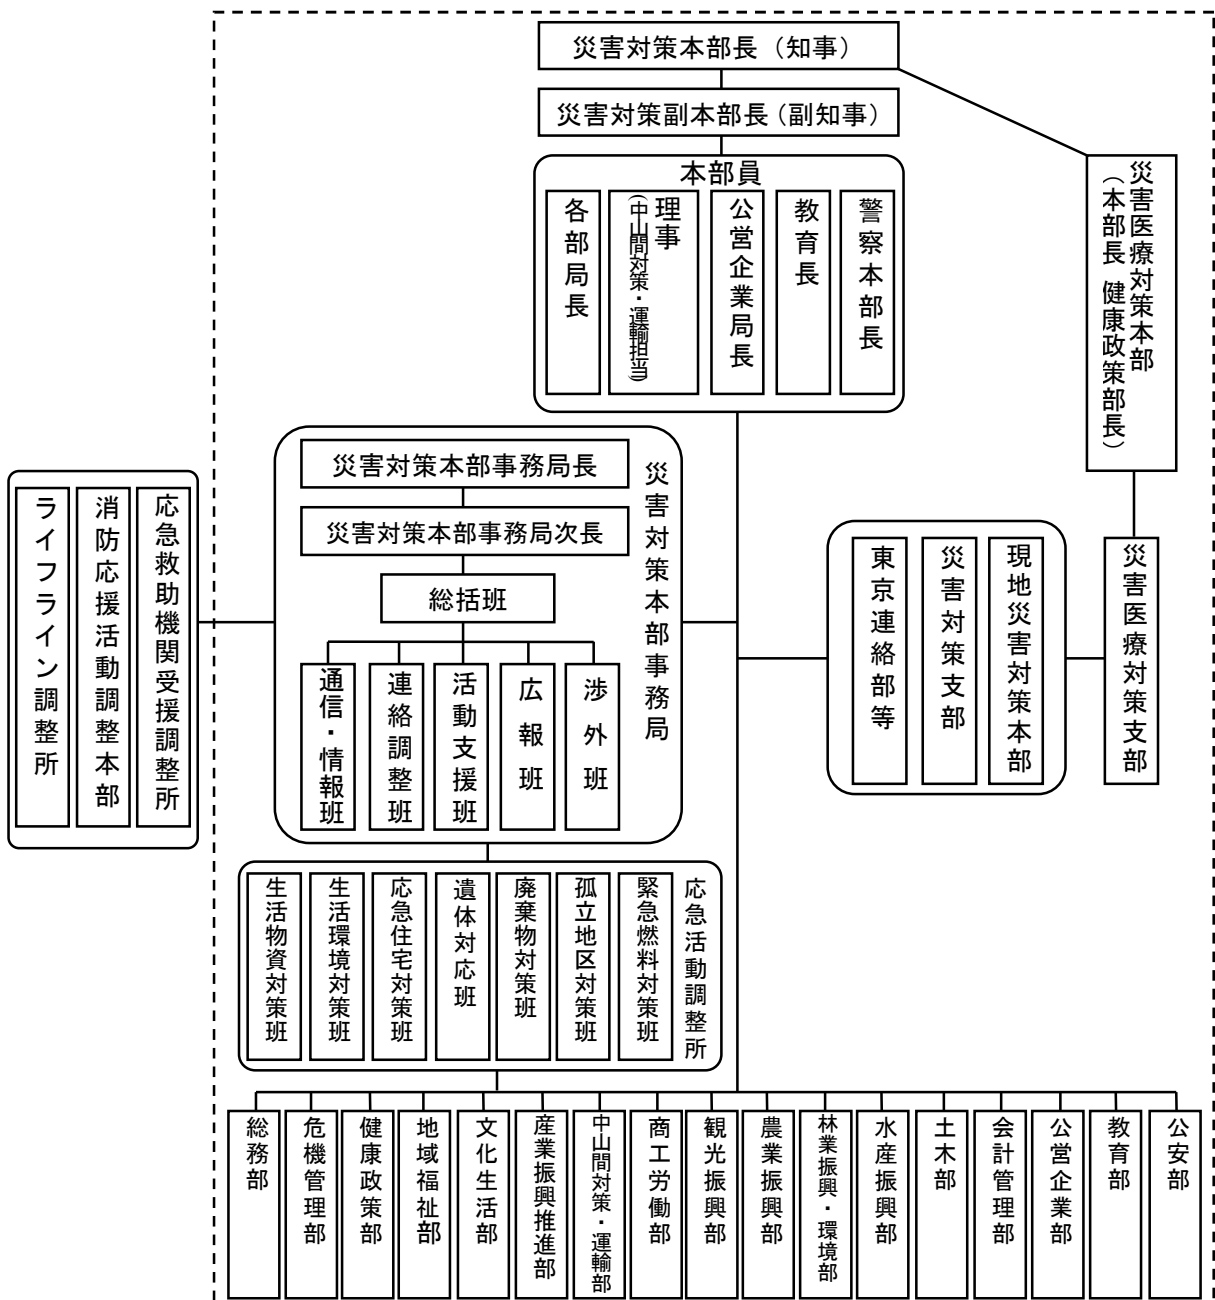 災害対策本部長（知事）
災害対策副本部長（副知事）
本部員
各部局長
理事
(中山間対策・運輸担当)
公営企業局長
教育長
警察本部長
災害医療対策本部
（本部長 健康政策部長）
災害対策本部事務局
災害対策本部事務局長
災害対策本部事務局次長
総括班
通信・情報班
連絡調整班
活動支援班
広報班
渉外班
ライフライン調整所
消防応援活動調整本部
応急救助機関受援調整所
東京連絡部等
災害対策支部
現地災害対策本部
災害医療対策支部
生活物資対策班
生活環境対策班
応急住宅対策班
遺体対応班
廃棄物対策班
孤立地区対策班
緊急燃料対策班
応急活動調整所
総務部
危機管理部
健康政策部
地域福祉部
文化生活部
産業振興推進部
中山間対策・運輸部
商工労働部
観光振興部
農業振興部
林業振興・環境部
水産振興部
土木部
会計管理部
公営企業部
教育部
公安部